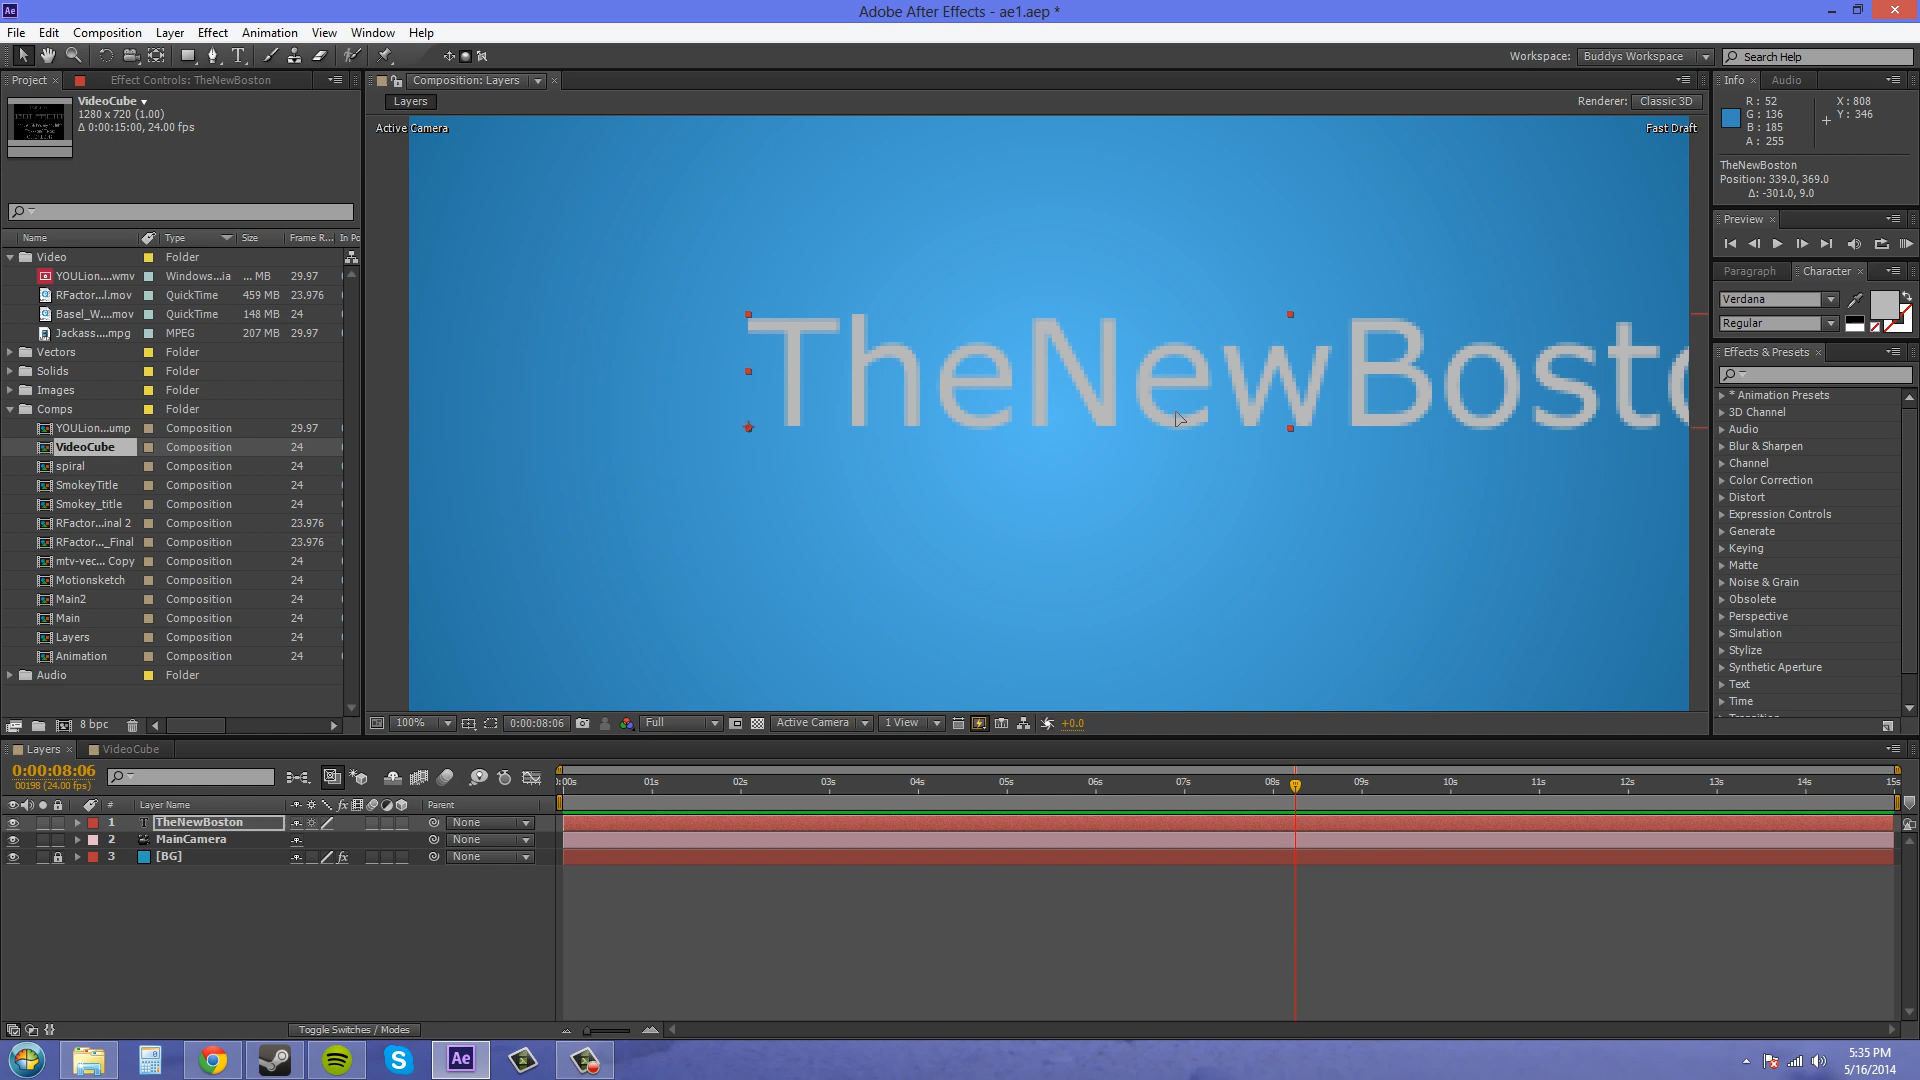 Ae
Adobe After Effects - ae1.aep *
File Edit Composition Layer Effect Animation View Window Help
T
Workspace: Buddys Workspace
Search Help
Project
Effect Controls: TheNewBoston
VideoCube
1280 x 720 (1.00)
Δ 0:00:15:00, 24.00 fps
Name Type Size Frame R... In Po
Video Folder
YOULion....wmv Windows...ia ... MB 29.97
RFactor...l.mov QuickTime 459 MB 23.976
Basel_W....mov QuickTime 148 MB 24
Jackass....mpg MPEG 207 MB 29.97
Vectors Folder
Solids Folder
Images Folder
Comps Folder
YOULion....ump Composition 29.97
VideoCube Composition 24
spiral Composition 24
SmokeyTitle Composition 24
Smokey_title Composition 24
RFactor...inal 2 Composition 23.976
RFactor..._Final Composition 23.976
mtv-vec... Copy Composition 24
Motionsketch Composition 24
Main2 Composition 24
Main Composition 24
Layers Composition 24
Animation Composition 24
Audio Folder
8 bpc
Composition: Layers
Layers
Renderer: Classic 3D
Active Camera
Fast Draft
TheNewBosto
100% 0:00:08:06 Full Active Camera 1 View +0.0
Info Audio
R: 52
G: 136
B: 185
A: 255
X: 808
Y: 346
TheNewBoston
Position: 339.0, 369.0
Δ: -301.0, 9.0
Preview
Paragraph Character
Verdana
Regular
Effects & Presets
* Animation Presets
3D Channel
Audio
Blur & Sharpen
Channel
Color Correction
Distort
Expression Controls
Generate
Keying
Matte
Noise & Grain
Obsolete
Perspective
Simulation
Stylize
Synthetic Aperture
Text
Time
Layers VideoCube
0:00:08:06
00198 (24.00 fps)
# Layer Name fx Parent
:00s 01s 02s 03s 04s 05s 06s 07s 08s 09s 10s 11s 12s 13s 14s 15s
1 T TheNewBoston None
2 MainCamera None
3 [BG] fx None
Toggle Switches / Modes
Ae
5:35 PM
5/16/2014